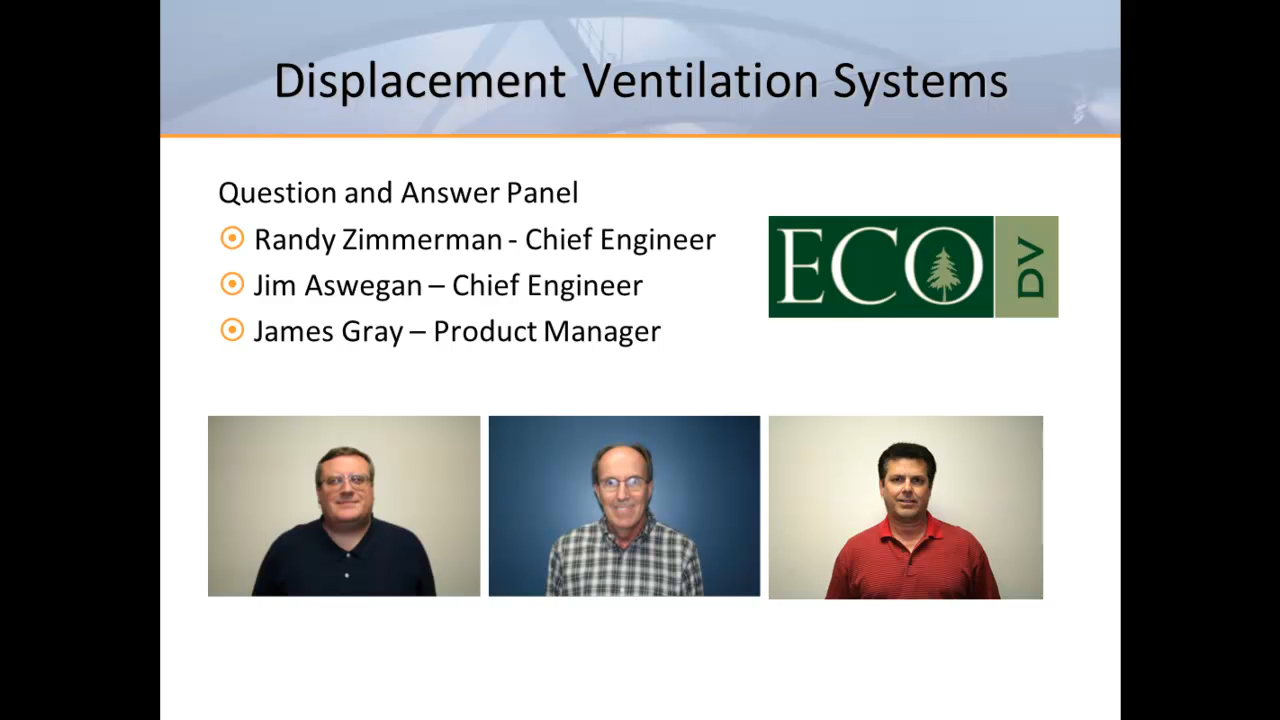 Displacement Ventilation Systems
Question and Answer Panel
Randy Zimmerman - Chief Engineer
Jim Aswegan – Chief Engineer
James Gray – Product Manager
ECO
DV